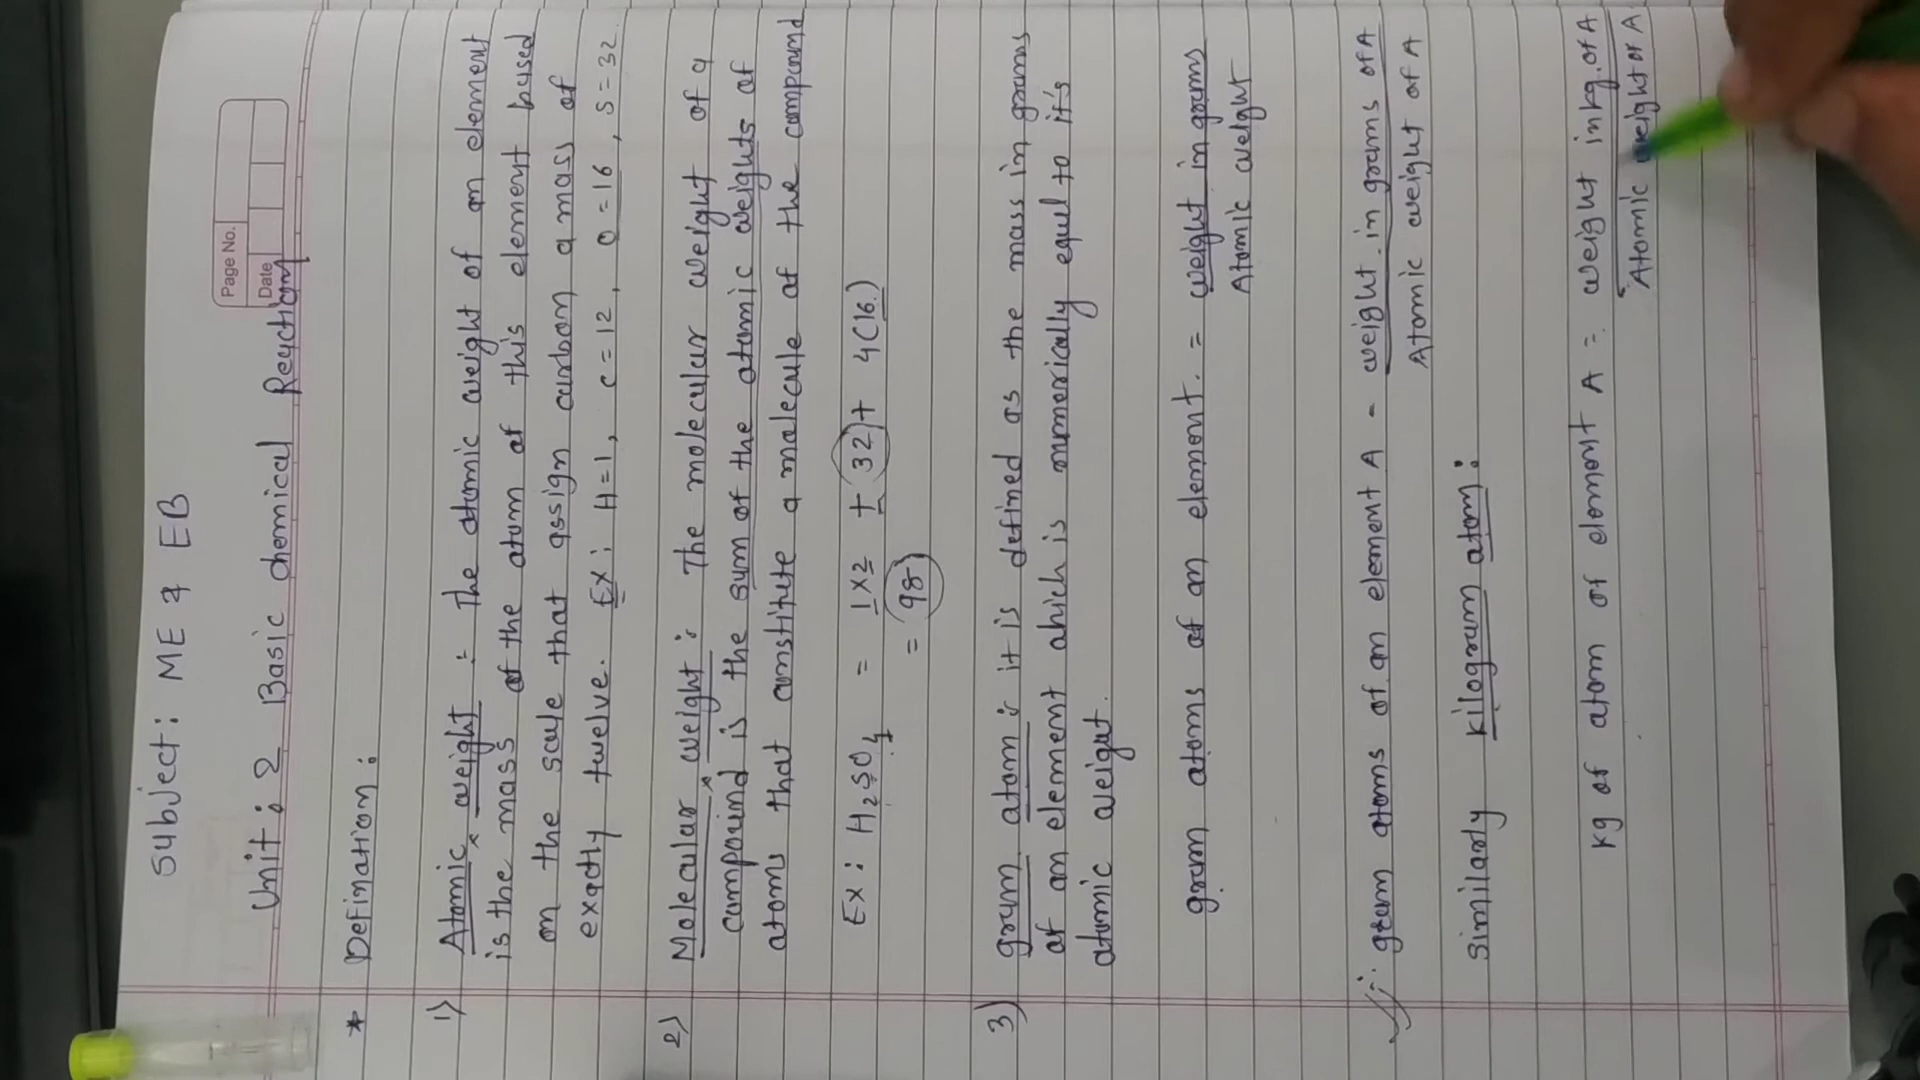 Subject: ME & EB
Page No.
Date
Unit: 2 Basic chemical Reaction
* Defination:
1) Atomic weight: The atomic weight of an element
is the mass of the atom of this element based
on the scale that assign carbon a mass of
exactly twelve. Ex: H=1, C=12, O=16, S=32
2) Molecular weight: The molecular weight of a
compound is the sum of the atomic weights of
atoms that constitute a molecule of the compound
Ex: H2SO4 = 1x2 + 32 + 4(16)
= 98
3) gram atom: it is defined as the mass in grams
of an element which is numerically equal to it's
atomic weight.
gram atoms of an element. = weight in grams
Atomic weight
gram atoms of an element A = weight in grams of A
Atomic weight of A
Similarly kilogram atom:
kg of atom of element A = weight in kg. of A
Atomic weight of A